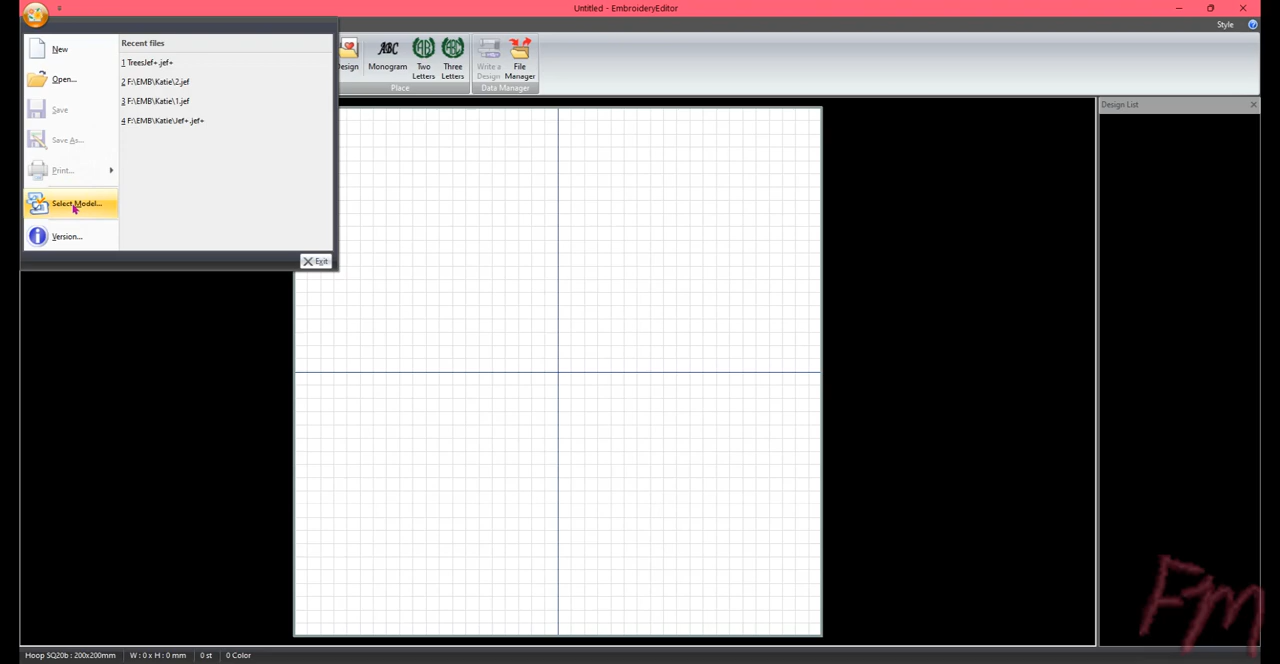 Untitled - EmbroideryEditor
Style
New
Open...
Save
Save As...
Print...
Select Model...
Version...
Recent files
1 TreesJef+.jef+
2 F:\EMB\Katie\2.jef
3 F:\EMB\Katie\1.jef
4 F:\EMB\Katie\Jef+.jef+
Exit
Design
Monogram
Two Letters
Three Letters
Write a Design
File Manager
Place
Data Manager
Design List
Hoop SQ20b : 200x200mm
W : 0 x H : 0 mm
0 st
0 Color
FM